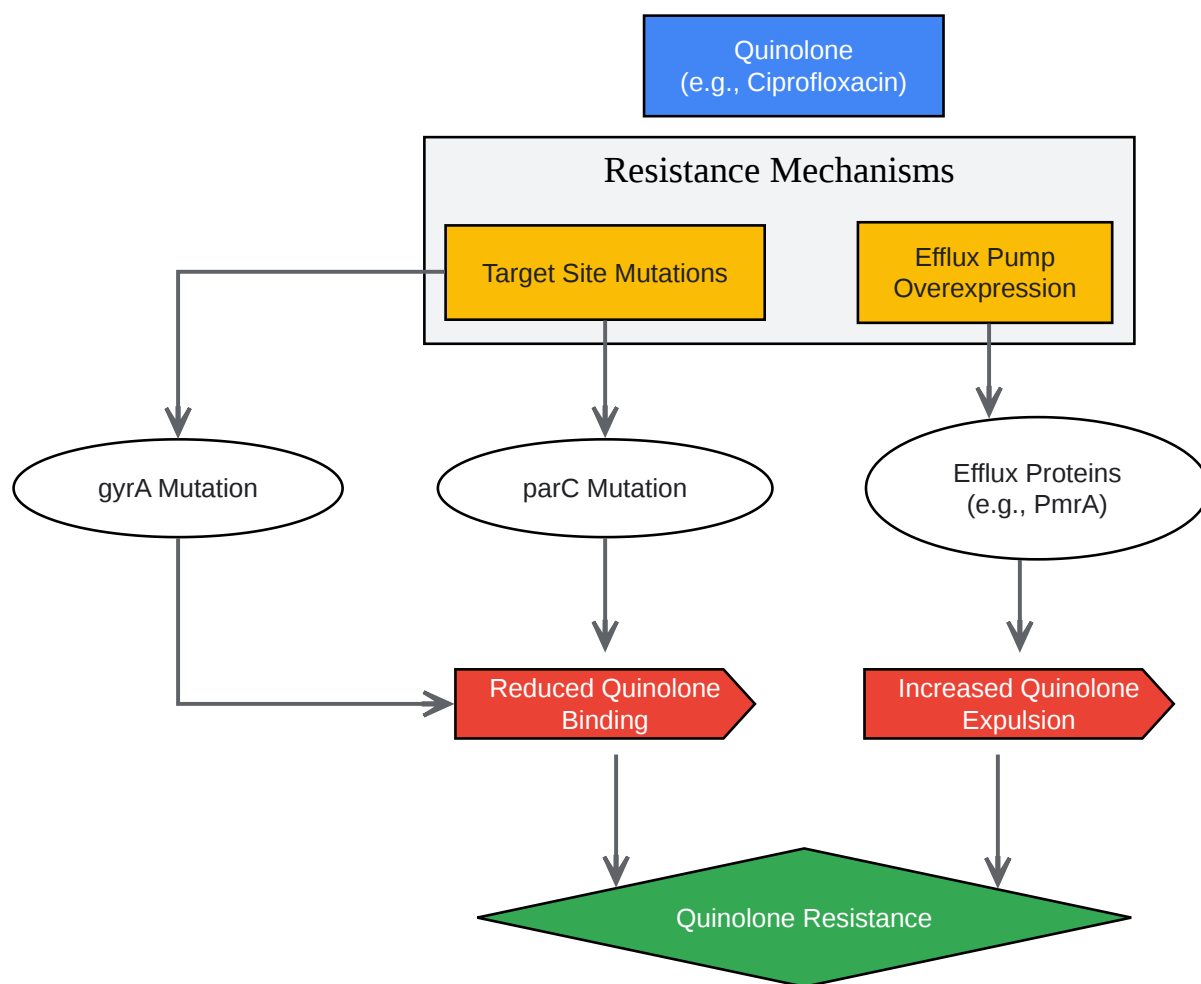 Quinolone
(e.g., Ciprofloxacin)
Resistance Mechanisms
Target Site Mutations
Efflux Pump
Overexpression
gyrA Mutation
parC Mutation
Efflux Proteins
(e.g., PmrA)
Reduced Quinolone
Binding
Increased Quinolone
Expulsion
Quinolone Resistance